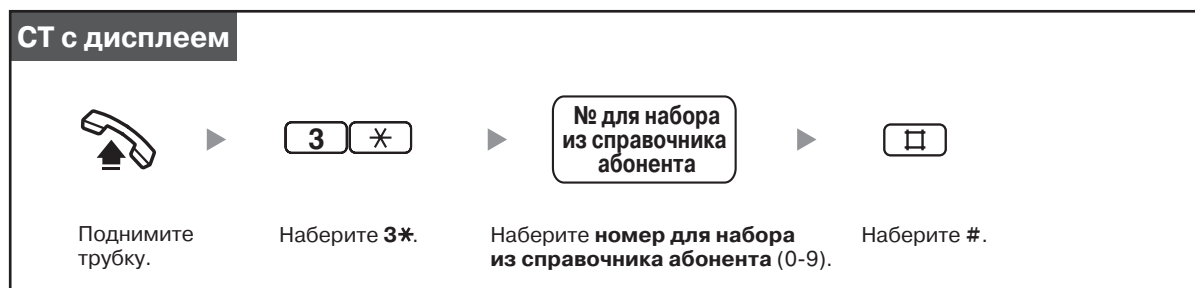 СТ с дисплеем
3 ✳
№ для набора
из справочника
абонента
#
Поднимите
трубку.
Наберите 3✳.
Наберите номер для набора
из справочника абонента (0-9).
Наберите #.